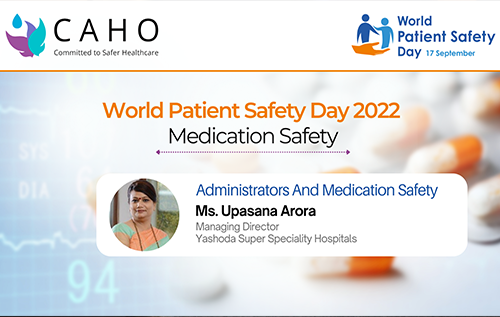 CAHO
Committed to Safer Healthcare
World
Patient Safety
Day 17 September
World Patient Safety Day 2022
Medication Safety
Administrators And Medication Safety
Ms. Upasana Arora
Managing Director
Yashoda Super Speciality Hospitals
SYS
DIA
94